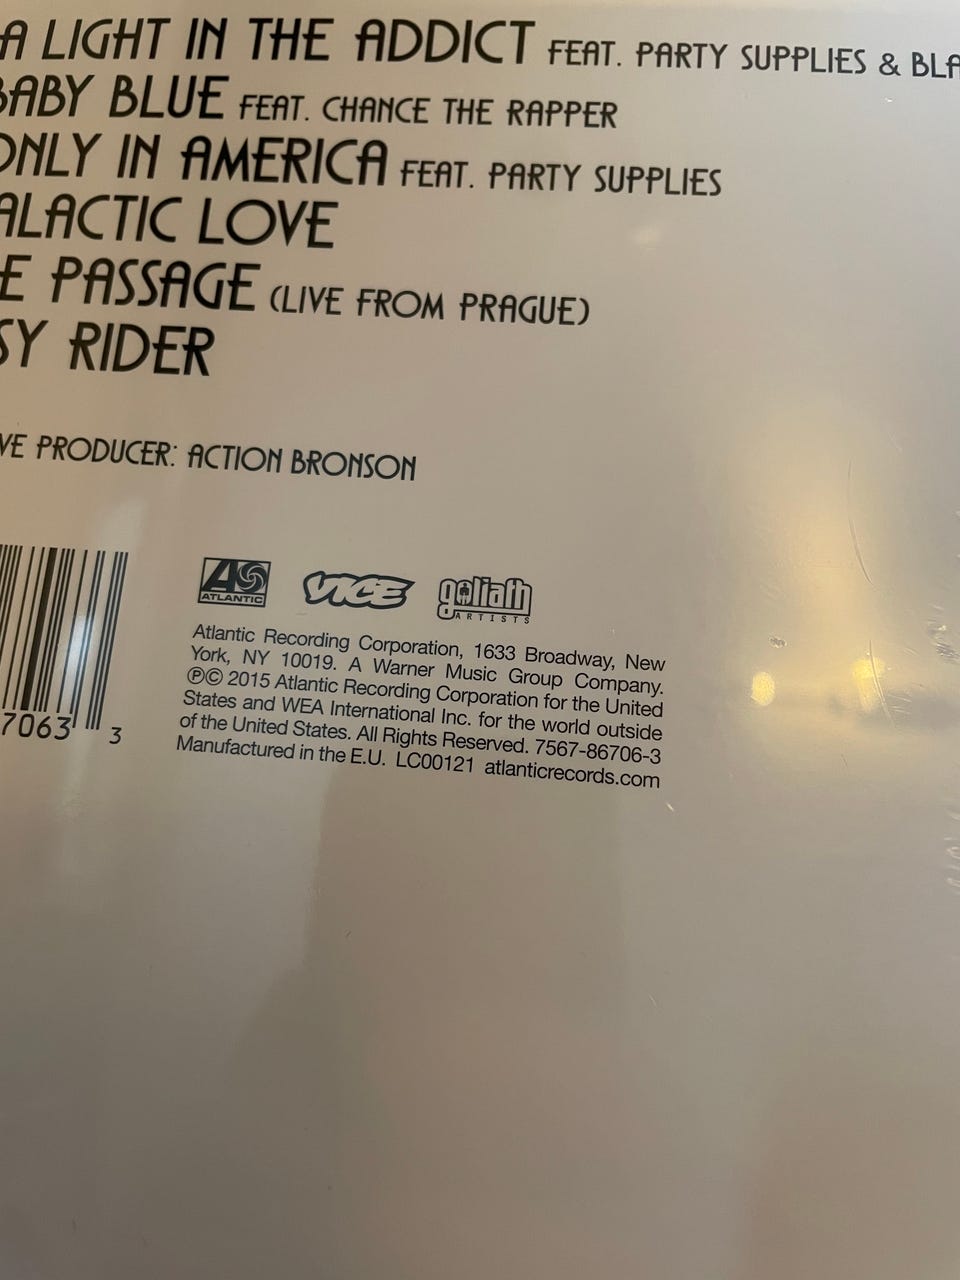 A LIGHT IN THE ADDICT FEAT. PARTY SUPPLIES & BLA
BABY BLUE FEAT. CHANCE THE RAPPER
ONLY IN AMERICA FEAT. PARTY SUPPLIES
ALACTIC LOVE
E PASSAGE (LIVE FROM PRAGUE)
SY RIDER
VE PRODUCER: ACTION BRONSON
ATLANTIC
VICE
goliath
ARTISTS
Atlantic Recording Corporation, 1633 Broadway, New
York, NY 10019. A Warner Music Group Company.
℗© 2015 Atlantic Recording Corporation for the United
States and WEA International Inc. for the world outside
of the United States. All Rights Reserved. 7567-86706-3
Manufactured in the E.U. LC00121 atlanticrecords.com
7063 3